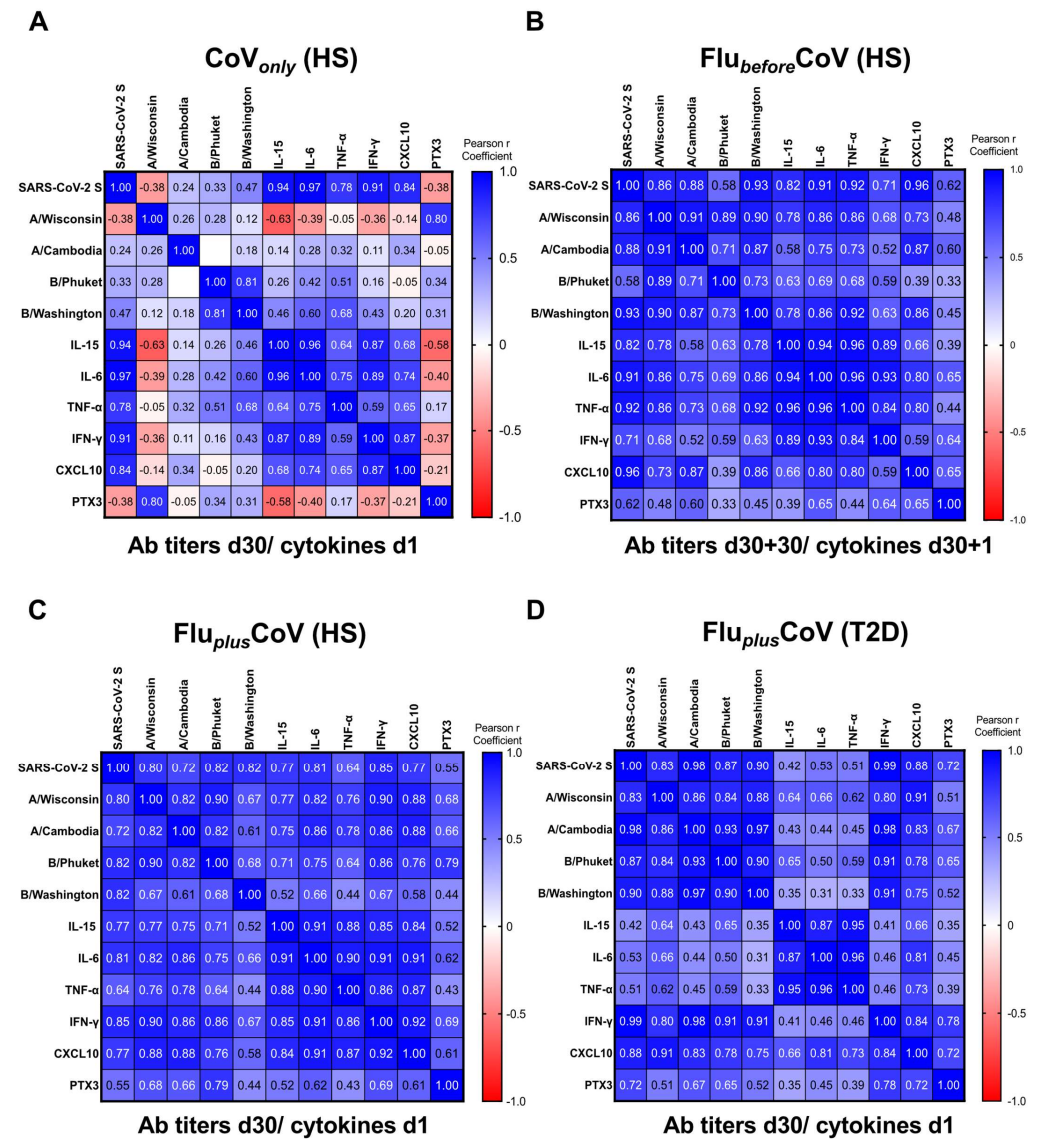 A
CoVonly (HS)
SARS-CoV-2 S A/Wisconsin A/Cambodia B/Phuket B/Washington IL-15 IL-6 TNF-α IFN-γ CXCL10 PTX3
Pearson r
Coefficient
SARS-CoV-2 S 1.00 -0.38 0.24 0.33 0.47 0.94 0.97 0.78 0.91 0.84 -0.38
A/Wisconsin -0.38 1.00 0.26 0.28 0.12 -0.63 -0.39 -0.05 -0.36 -0.14 0.80
A/Cambodia 0.24 0.26 1.00 0.18 0.14 0.28 0.32 0.11 0.34 -0.05
B/Phuket 0.33 0.28 1.00 0.81 0.26 0.42 0.51 0.16 -0.05 0.34
B/Washington 0.47 0.12 0.18 0.81 1.00 0.46 0.60 0.68 0.43 0.20 0.31
IL-15 0.94 -0.63 0.14 0.26 0.46 1.00 0.96 0.64 0.87 0.68 -0.58
IL-6 0.97 -0.39 0.28 0.42 0.60 0.96 1.00 0.75 0.89 0.74 -0.40
TNF-α 0.78 -0.05 0.32 0.51 0.68 0.64 0.75 1.00 0.59 0.65 0.17
IFN-γ 0.91 -0.36 0.11 0.16 0.43 0.87 0.89 0.59 1.00 0.87 -0.37
CXCL10 0.84 -0.14 0.34 -0.05 0.20 0.68 0.74 0.65 0.87 1.00 -0.21
PTX3 -0.38 0.80 -0.05 0.34 0.31 -0.58 -0.40 0.17 -0.37 -0.21 1.00
1.0
0.5
0
-0.5
-1.0
Ab titers d30/ cytokines d1
B
FlubeforeCoV (HS)
SARS-CoV-2 S A/Wisconsin A/Cambodia B/Phuket B/Washington IL-15 IL-6 TNF-α IFN-γ CXCL10 PTX3
Pearson r
Coefficient
SARS-CoV-2 S 1.00 0.86 0.88 0.58 0.93 0.82 0.91 0.92 0.71 0.96 0.62
A/Wisconsin 0.86 1.00 0.91 0.89 0.90 0.78 0.86 0.86 0.68 0.73 0.48
A/Cambodia 0.88 0.91 1.00 0.71 0.87 0.58 0.75 0.73 0.52 0.87 0.60
B/Phuket 0.58 0.89 0.71 1.00 0.73 0.63 0.69 0.68 0.59 0.39 0.33
B/Washington 0.93 0.90 0.87 0.73 1.00 0.78 0.86 0.92 0.63 0.86 0.45
IL-15 0.82 0.78 0.58 0.63 0.78 1.00 0.94 0.96 0.89 0.66 0.39
IL-6 0.91 0.86 0.75 0.69 0.86 0.94 1.00 0.96 0.93 0.80 0.65
TNF-α 0.92 0.86 0.73 0.68 0.92 0.96 0.96 1.00 0.84 0.80 0.44
IFN-γ 0.71 0.68 0.52 0.59 0.63 0.89 0.93 0.84 1.00 0.59 0.64
CXCL10 0.96 0.73 0.87 0.39 0.86 0.66 0.80 0.80 0.59 1.00 0.65
PTX3 0.62 0.48 0.60 0.33 0.45 0.39 0.65 0.44 0.64 0.65 1.00
1.0
0.5
0
-0.5
-1.0
Ab titers d30+30/ cytokines d30+1
C
FluplusCoV (HS)
SARS-CoV-2 S A/Wisconsin A/Cambodia B/Phuket B/Washington IL-15 IL-6 TNF-α IFN-γ CXCL10 PTX3
Pearson r
Coefficient
SARS-CoV-2 S 1.00 0.80 0.72 0.82 0.82 0.77 0.81 0.64 0.85 0.77 0.55
A/Wisconsin 0.80 1.00 0.82 0.90 0.67 0.77 0.82 0.76 0.90 0.88 0.68
A/Cambodia 0.72 0.82 1.00 0.82 0.61 0.75 0.86 0.78 0.86 0.88 0.66
B/Phuket 0.82 0.90 0.82 1.00 0.68 0.71 0.75 0.64 0.86 0.76 0.79
B/Washington 0.82 0.67 0.61 0.68 1.00 0.52 0.66 0.44 0.67 0.58 0.44
IL-15 0.77 0.77 0.75 0.71 0.52 1.00 0.91 0.88 0.85 0.84 0.52
IL-6 0.81 0.82 0.86 0.75 0.66 0.91 1.00 0.90 0.91 0.91 0.62
TNF-α 0.64 0.76 0.78 0.64 0.44 0.88 0.90 1.00 0.86 0.87 0.43
IFN-γ 0.85 0.90 0.86 0.86 0.67 0.85 0.91 0.86 1.00 0.92 0.69
CXCL10 0.77 0.88 0.88 0.76 0.58 0.84 0.91 0.87 0.92 1.00 0.61
PTX3 0.55 0.68 0.66 0.79 0.44 0.52 0.62 0.43 0.69 0.61 1.00
1.0
0.5
0
-0.5
-1.0
Ab titers d30/ cytokines d1
D
FluplusCoV (T2D)
SARS-CoV-2 S A/Wisconsin A/Cambodia B/Phuket B/Washington IL-15 IL-6 TNF-α IFN-γ CXCL10 PTX3
Pearson r
Coefficient
SARS-CoV-2 S 1.00 0.83 0.98 0.87 0.90 0.42 0.53 0.51 0.99 0.88 0.72
A/Wisconsin 0.83 1.00 0.86 0.84 0.88 0.64 0.66 0.62 0.80 0.91 0.51
A/Cambodia 0.98 0.86 1.00 0.93 0.97 0.43 0.44 0.45 0.98 0.83 0.67
B/Phuket 0.87 0.84 0.93 1.00 0.90 0.65 0.50 0.59 0.91 0.78 0.65
B/Washington 0.90 0.88 0.97 0.90 1.00 0.35 0.31 0.33 0.91 0.75 0.52
IL-15 0.42 0.64 0.43 0.65 0.35 1.00 0.87 0.95 0.41 0.66 0.35
IL-6 0.53 0.66 0.44 0.50 0.31 0.87 1.00 0.96 0.46 0.81 0.45
TNF-α 0.51 0.62 0.45 0.59 0.33 0.95 0.96 1.00 0.46 0.73 0.39
IFN-γ 0.99 0.80 0.98 0.91 0.91 0.41 0.46 0.46 1.00 0.84 0.78
CXCL10 0.88 0.91 0.83 0.78 0.75 0.66 0.81 0.73 0.84 1.00 0.72
PTX3 0.72 0.51 0.67 0.65 0.52 0.35 0.45 0.39 0.78 0.72 1.00
1.0
0.5
0
-0.5
-1.0
Ab titers d30/ cytokines d1